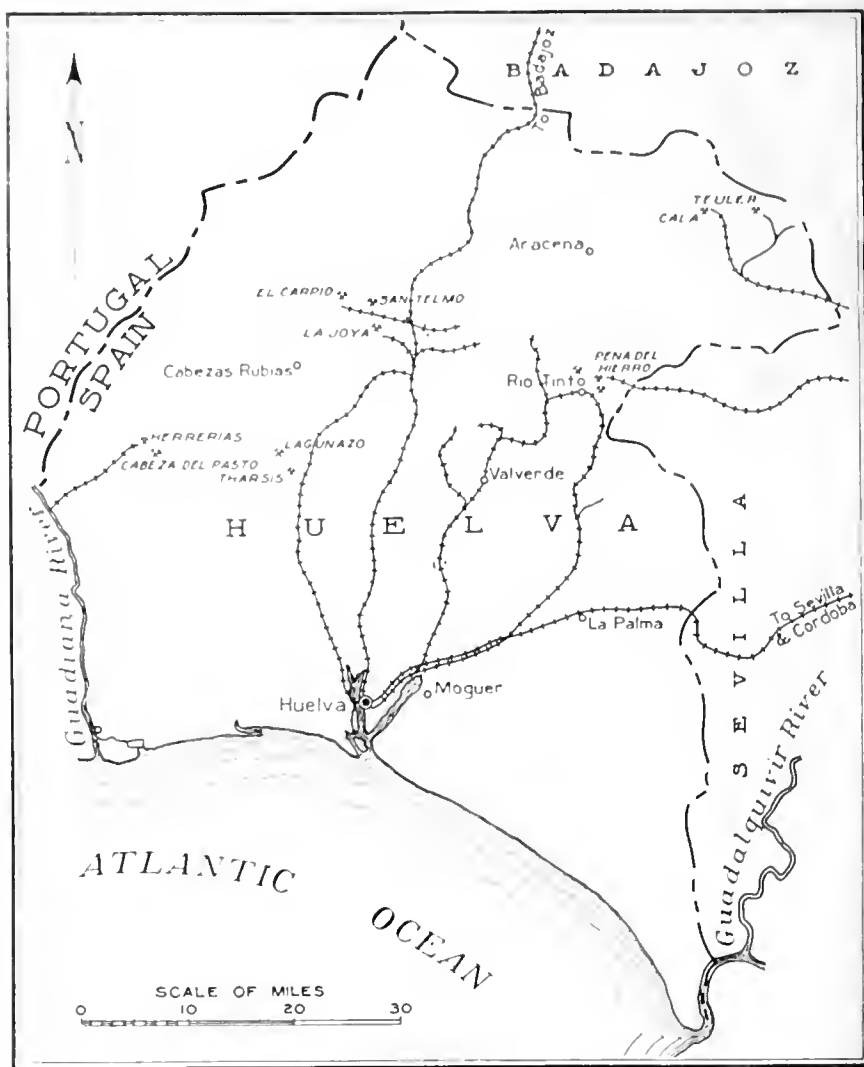 BADAJOZ
To Badajoz
N
TEULER
CALA
Aracena
PORTUGAL
SPAIN
EL CARPIO
SAN TELMO
LA JOYA
Cabezas Rubias
PENA DEL
HIERRO
RIO TINTO
HERRERIAS
CABEZA DEL PASTO
LAGUNAZO
THARSIS
Valverde
HUELVA
SEVILLA
Guadiana River
La Palma
To Sevilla
& Cordoba
Huelva
Moguer
Guadalquivir River
ATLANTIC
OCEAN
SCALE OF MILES
0 10 20 30